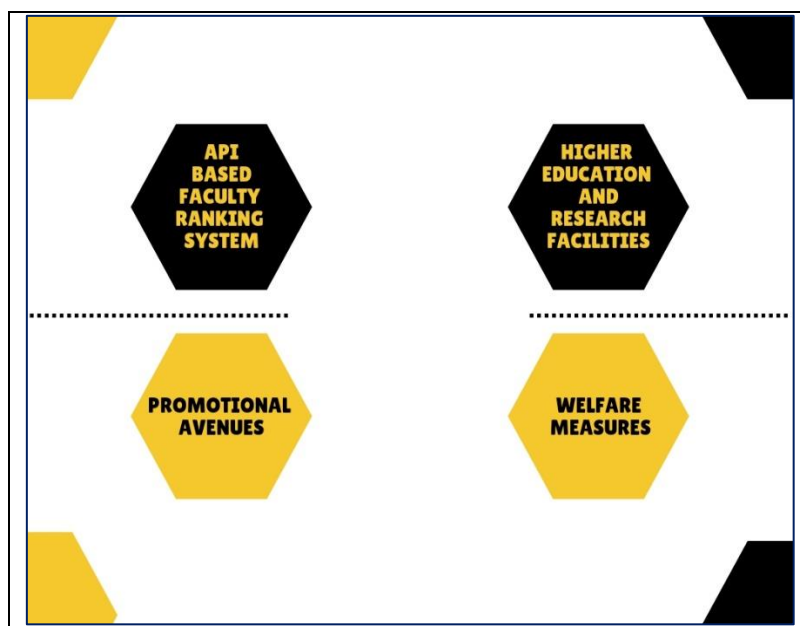 API
BASED
FACULTY
RANKING
SYSTEM
HIGHER
EDUCATION
AND
RESEARCH
FACILITIES
PROMOTIONAL
AVENUES
WELFARE
MEASURES